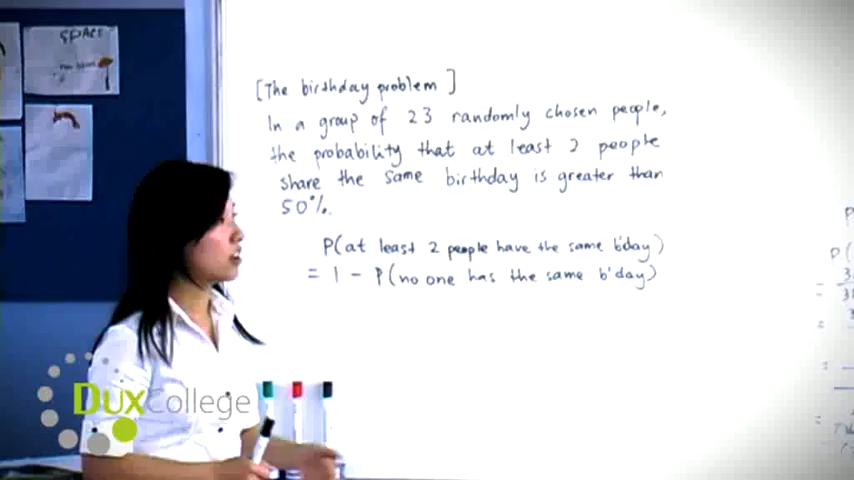 SPACE
[The birthday problem]
In a group of 23 randomly chosen people,
the probability that at least 2 people
share the same birthday is greater than
50%.
P(at least 2 people have the same b'day)
= 1 - P(no one has the same b'day)
DuxCollege